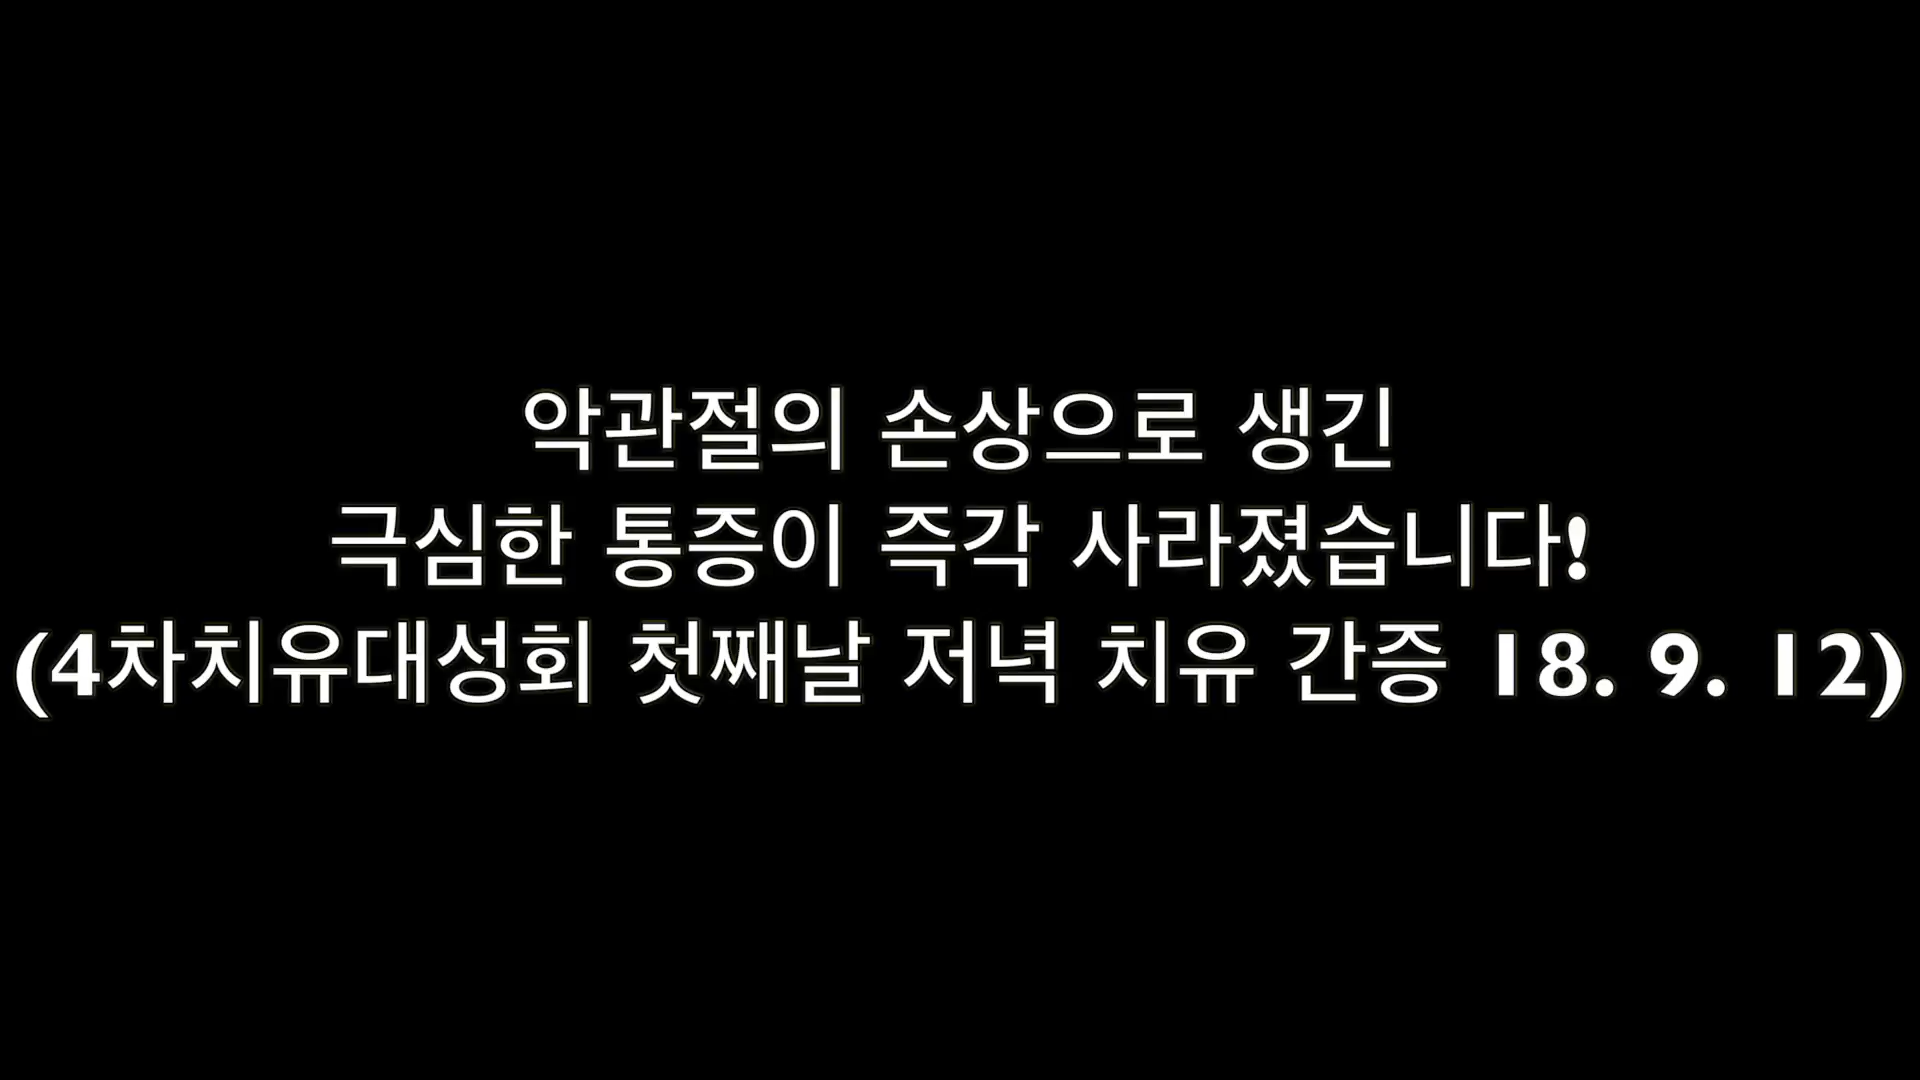 악관절의 손상으로 생긴
극심한 통증이 즉각 사라졌습니다!
(4차치유대성회 첫째날 저녁 치유 간증 18. 9. 12)